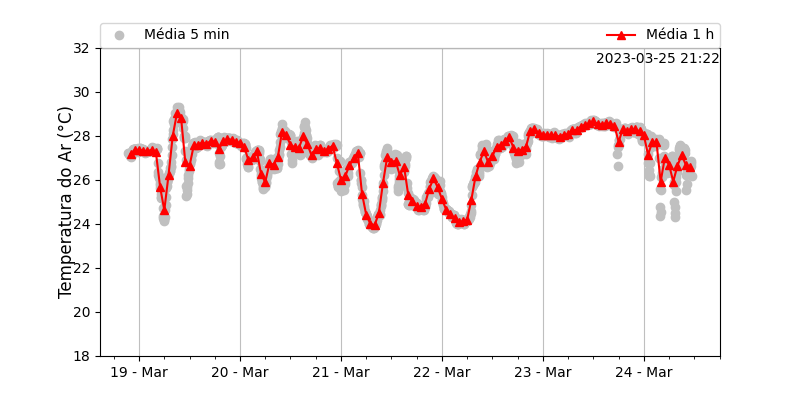 Média 5 min
Média 1 h
2023-03-25 21:22
Temperatura do Ar (°C)
32
30
28
26
24
22
20
18
19 - Mar
20 - Mar
21 - Mar
22 - Mar
23 - Mar
24 - Mar